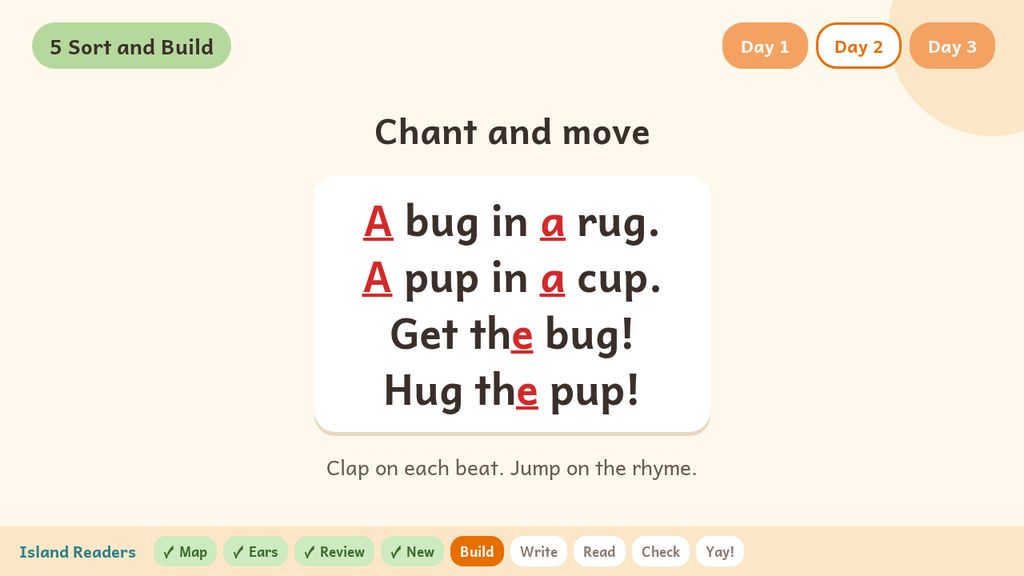 5 Sort and Build
Day 1
Day 2
Day 3
Chant and move
A bug in a rug.
A pup in a cup.
Get the bug!
Hug the pup!
Clap on each beat. Jump on the rhyme.
Island Readers
✓ Map
✓ Ears
✓ Review
✓ New
Build
Write
Read
Check
Yay!